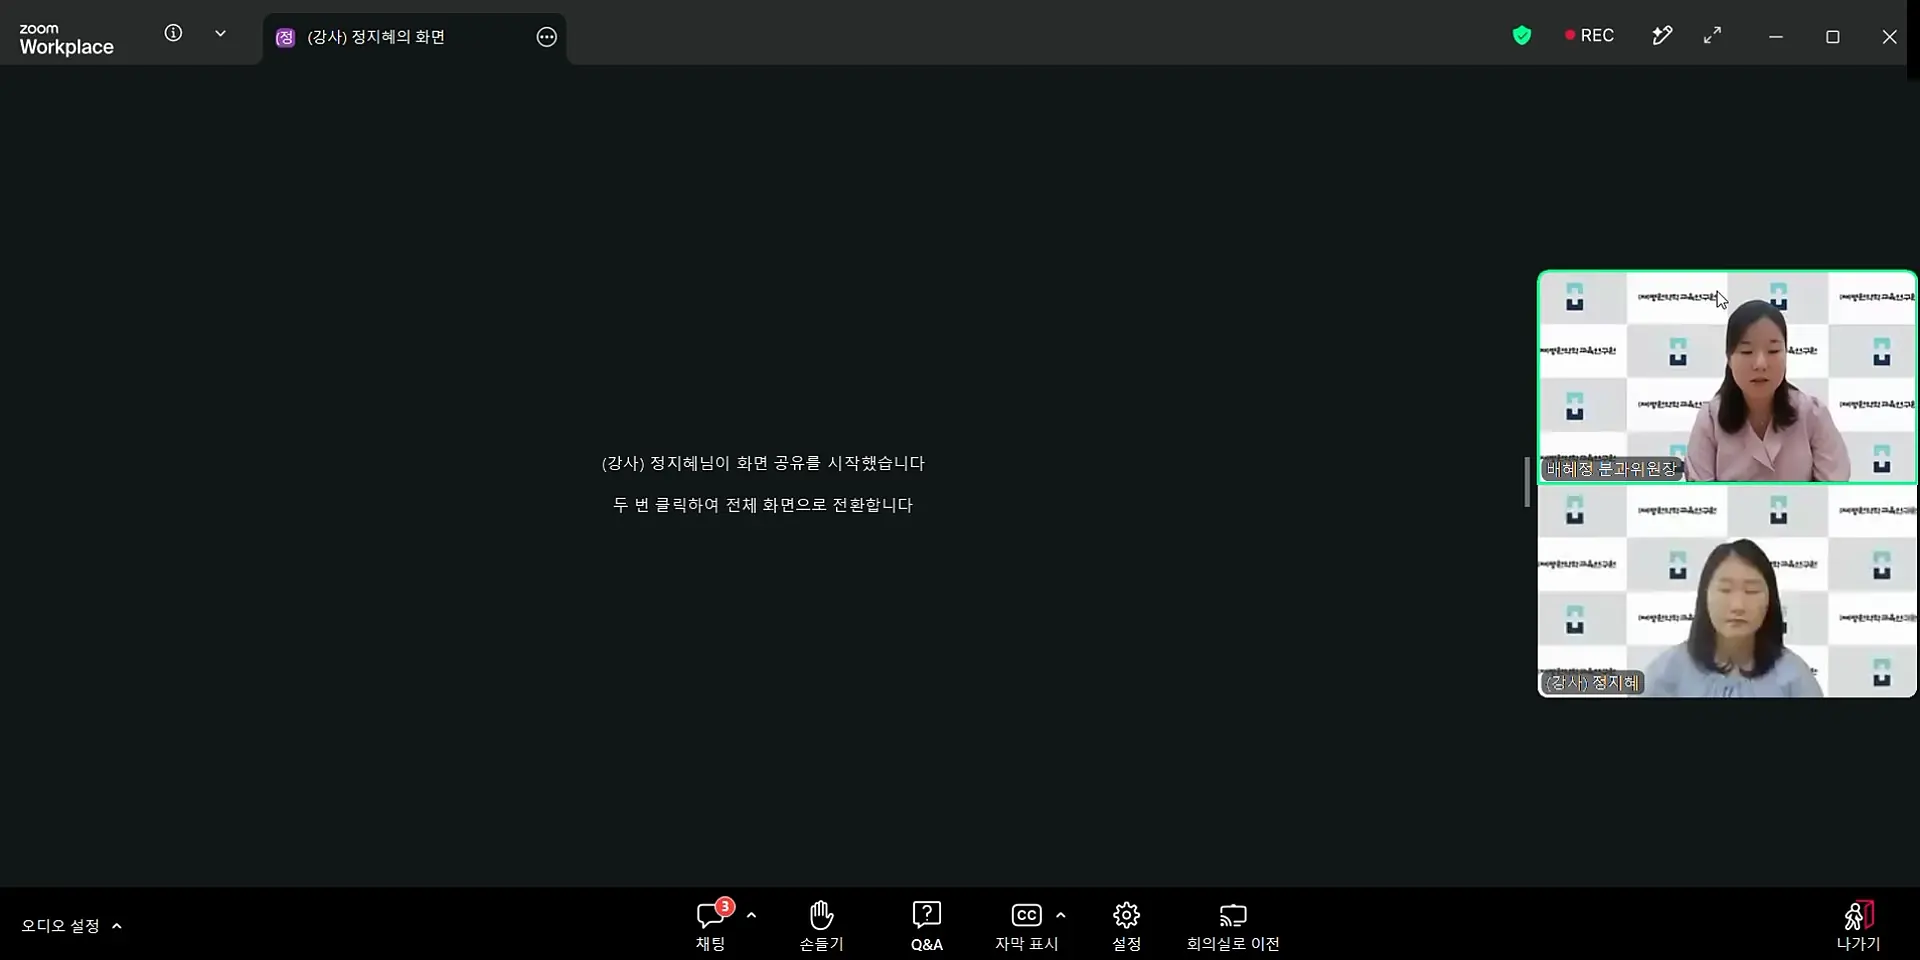 zoom
Workplace
(정 (강사) 정지혜의 화면
REC
(강사) 정지혜님이 화면 공유를 시작했습니다
두 번 클릭하여 전체 화면으로 전환합니다
배혜정 분과위원장
(강사) 정지혜
오디오 설정
3
채팅
손들기
Q&A
CC
자막 표시
설정
회의실로 이전
나가기